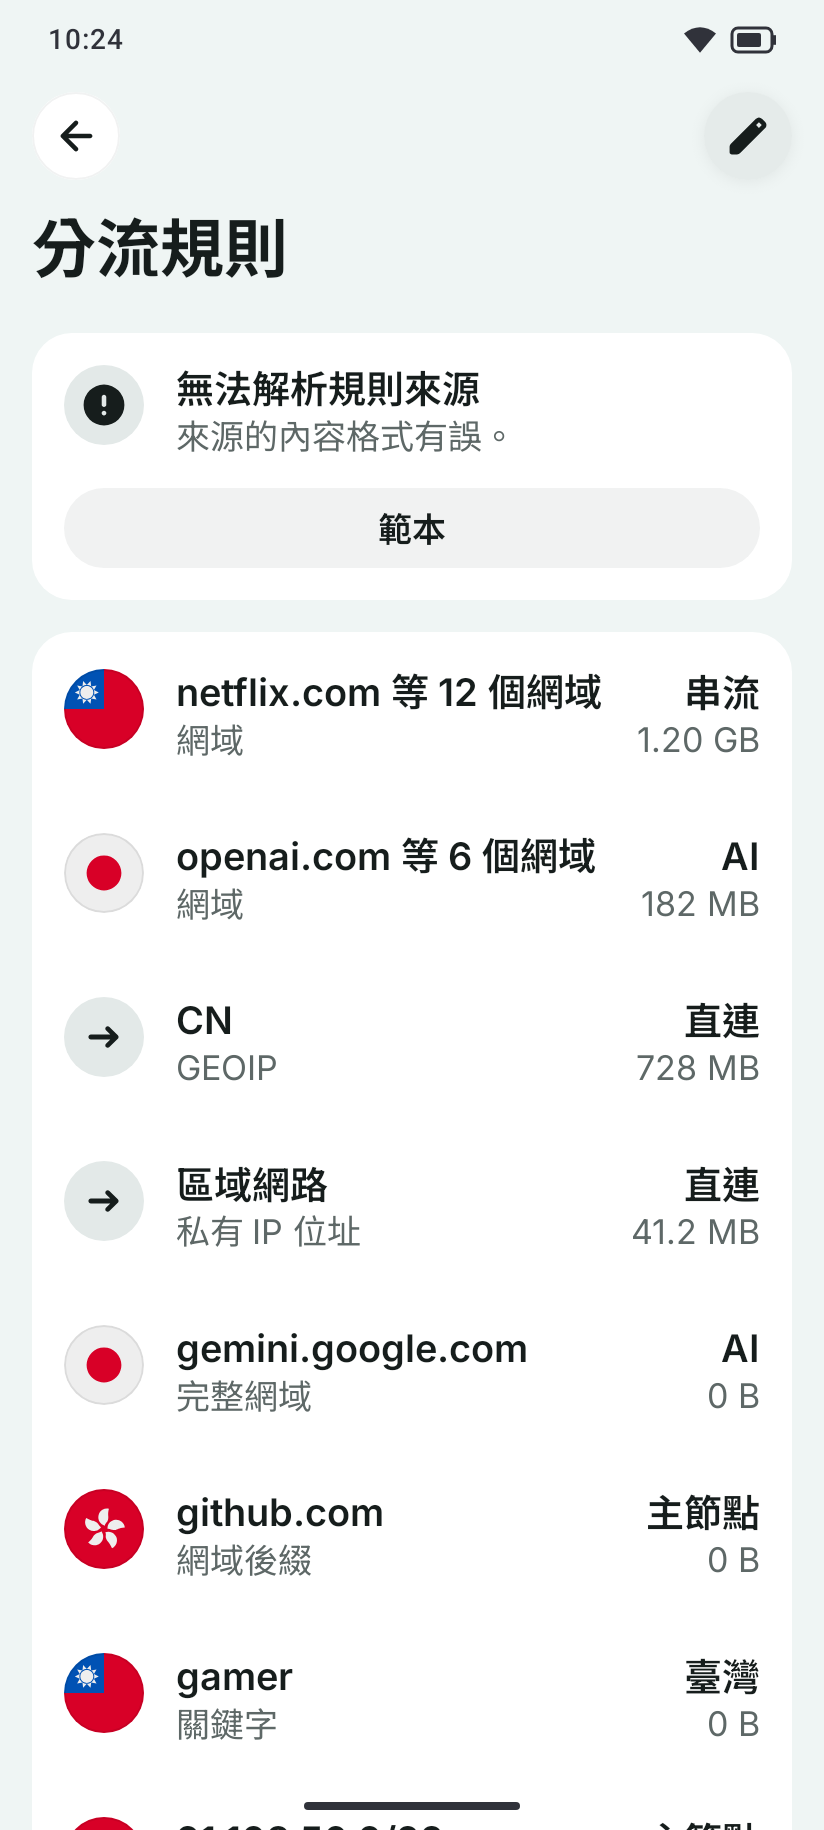 10:24
分流規則
無法解析規則來源
來源的內容格式有誤。
範本
netflix.com 等 12 個網域
串流
網域
1.20 GB
openai.com 等 6 個網域
AI
網域
182 MB
CN
直連
GEOIP
728 MB
區域網路
直連
私有 IP 位址
41.2 MB
gemini.google.com
AI
完整網域
0 B
github.com
主節點
網域後綴
0 B
gamer
臺灣
關鍵字
0 B
主節點